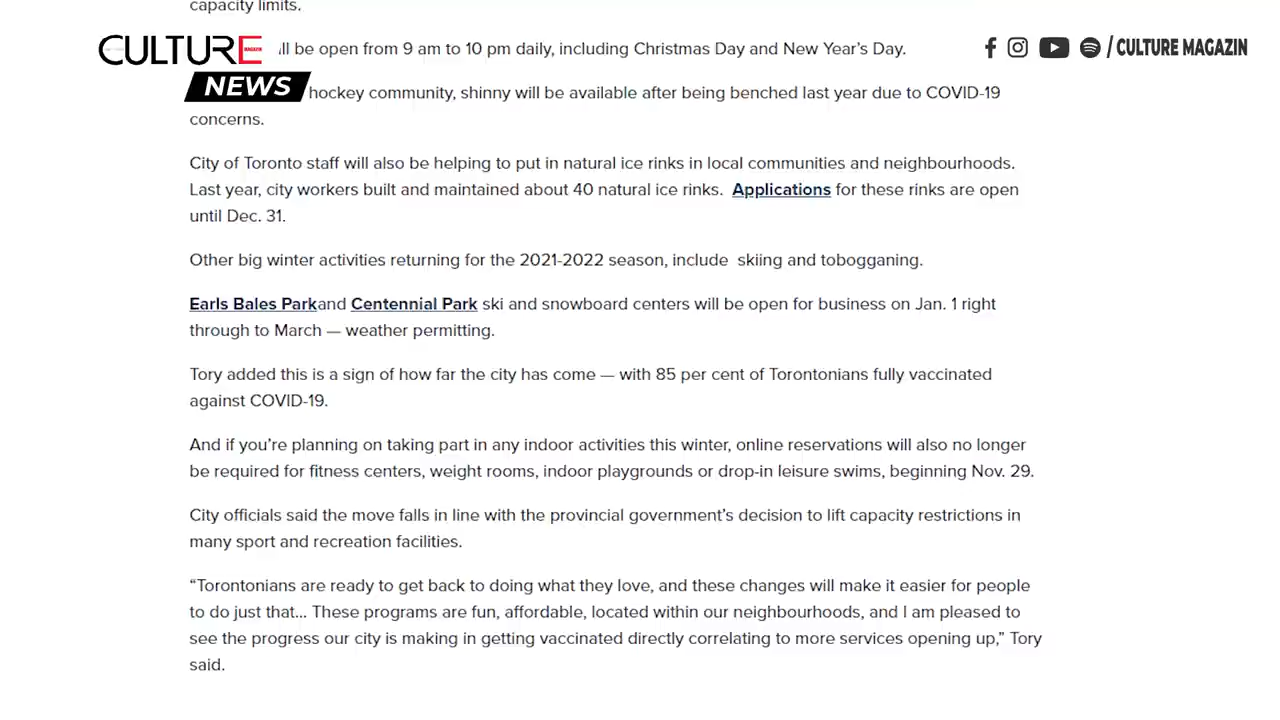 capacity limits.
CULTURE
MAGAZIN
NEWS
/ CULTURE MAGAZIN
ll be open from 9 am to 10 pm daily, including Christmas Day and New Year’s Day.
hockey community, shinny will be available after being benched last year due to COVID-19
concerns.
City of Toronto staff will also be helping to put in natural ice rinks in local communities and neighbourhoods.
Last year, city workers built and maintained about 40 natural ice rinks.  Applications for these rinks are open
until Dec. 31.
Other big winter activities returning for the 2021-2022 season, include  skiing and tobogganing.
Earls Bales Parkand Centennial Park ski and snowboard centers will be open for business on Jan. 1 right
through to March — weather permitting.
Tory added this is a sign of how far the city has come — with 85 per cent of Torontonians fully vaccinated
against COVID-19.
And if you’re planning on taking part in any indoor activities this winter, online reservations will also no longer
be required for fitness centers, weight rooms, indoor playgrounds or drop-in leisure swims, beginning Nov. 29.
City officials said the move falls in line with the provincial government’s decision to lift capacity restrictions in
many sport and recreation facilities.
“Torontonians are ready to get back to doing what they love, and these changes will make it easier for people
to do just that... These programs are fun, affordable, located within our neighbourhoods, and I am pleased to
see the progress our city is making in getting vaccinated directly correlating to more services opening up,” Tory
said.